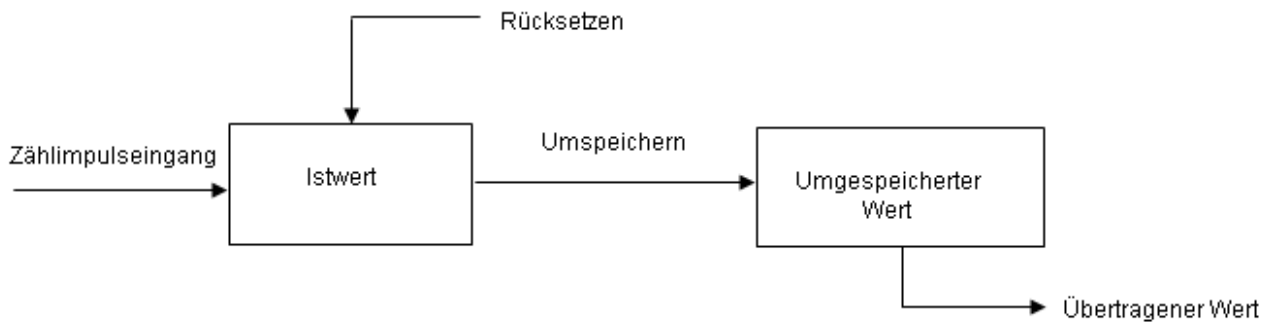 Rücksetzen
Zählimpulseingang
Istwert
Umspeichern
Umgespeicherter
Wert
Übertragener Wert